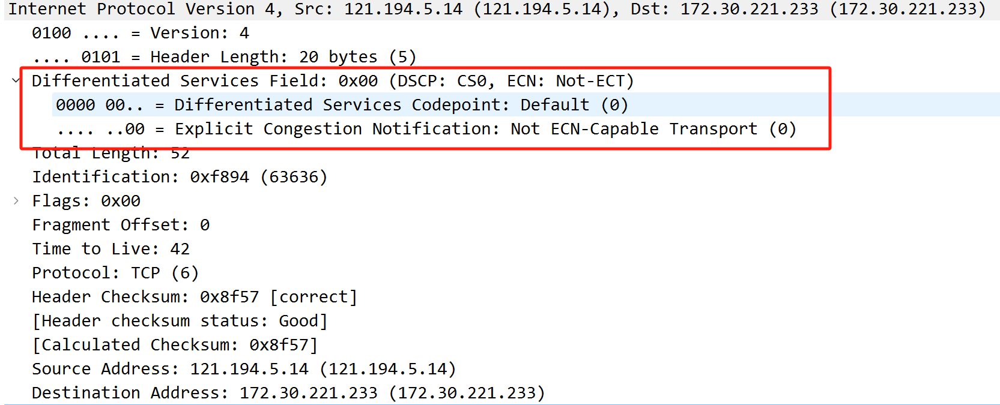 Internet Protocol Version 4, Src: 121.194.5.14 (121.194.5.14), Dst: 172.30.221.233 (172.30.221.233)
0100 .... = Version: 4
.... 0101 = Header Length: 20 bytes (5)
Differentiated Services Field: 0x00 (DSCP: CS0, ECN: Not-ECT)
0000 00.. = Differentiated Services Codepoint: Default (0)
.... ..00 = Explicit Congestion Notification: Not ECN-Capable Transport (0)
Total Length: 52
Identification: 0xf894 (63636)
Flags: 0x00
Fragment Offset: 0
Time to Live: 42
Protocol: TCP (6)
Header Checksum: 0x8f57 [correct]
[Header checksum status: Good]
[Calculated Checksum: 0x8f57]
Source Address: 121.194.5.14 (121.194.5.14)
Destination Address: 172.30.221.233 (172.30.221.233)